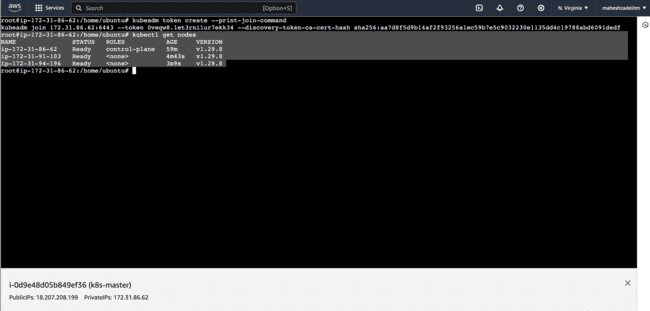 aws Services Search [Option+S] N. Virginia
root@ip-172-31-86-62:/home/ubuntu# kubeadm token create --print-join-command
kubeadm join 172.31.86.62:6443 --token --discovery-token-ca-cert-hash
root@ip-172-31-86-62:/home/ubuntu# kubectl get nodes
NAME STATUS ROLES AGE VERSION
ip-172-31-86-62 Ready control-plane 59m v1.29.8
ip-172-31-91-103 Ready <none> 4m43s v1.29.8
ip-172-31-94-196 Ready <none> 3m9s v1.29.8
root@ip-172-31-86-62:/home/ubuntu#
i-0d9e48d05b849ef36 (k8s-master)
PublicIPs: 18.207.208.199 PrivateIPs: 172.31.86.62